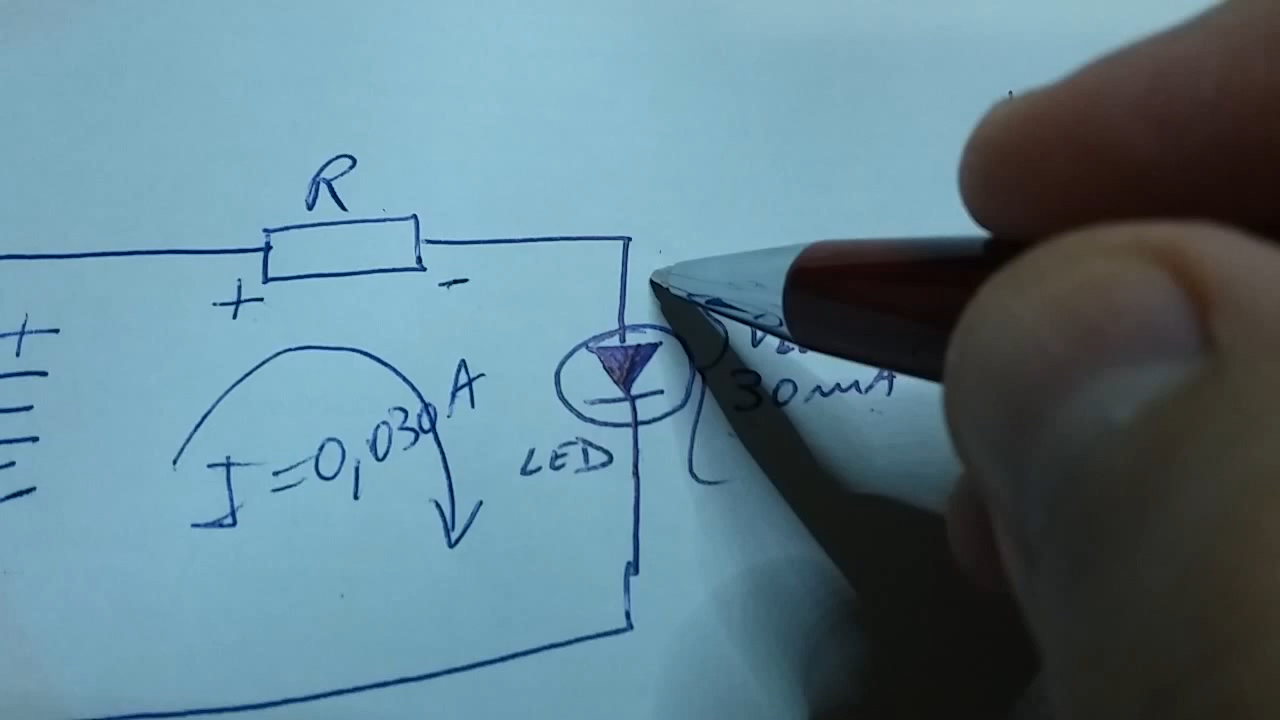 R
+ -
+
I = 0,030 A
LED
30mA